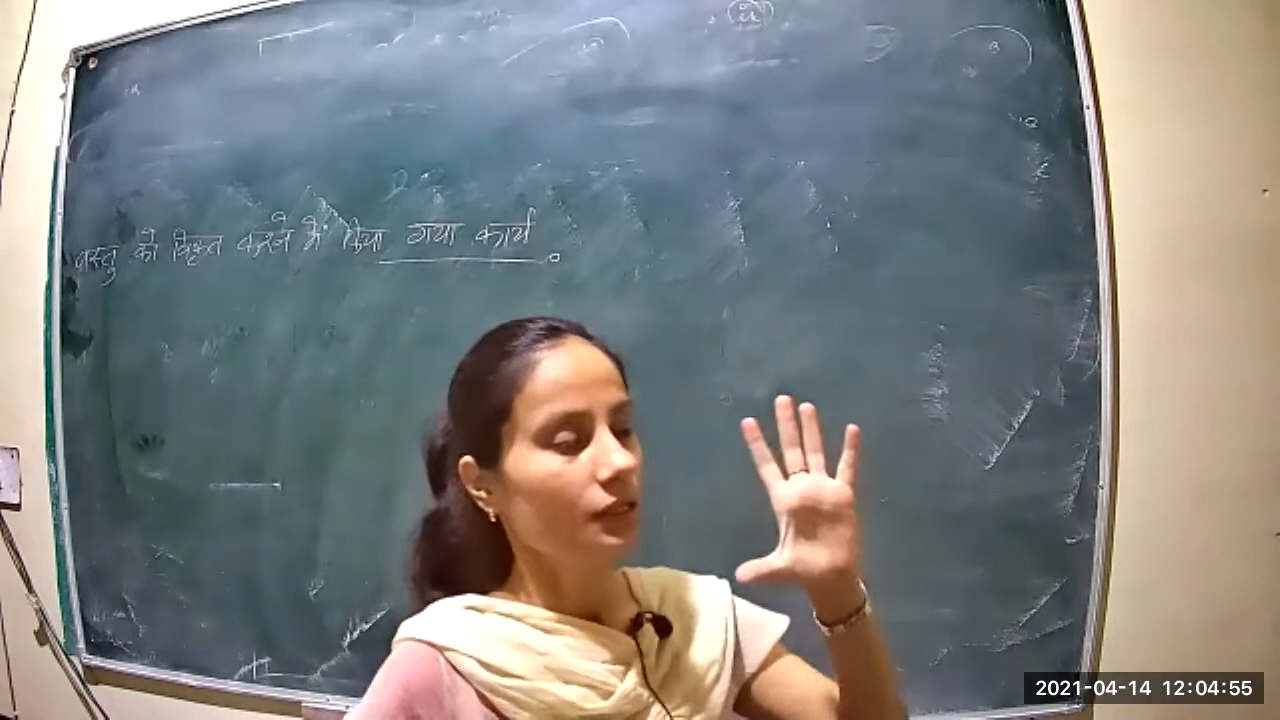 वस्तु को विकृत करने में किया गया कार्य
2021-04-14 12:04:55